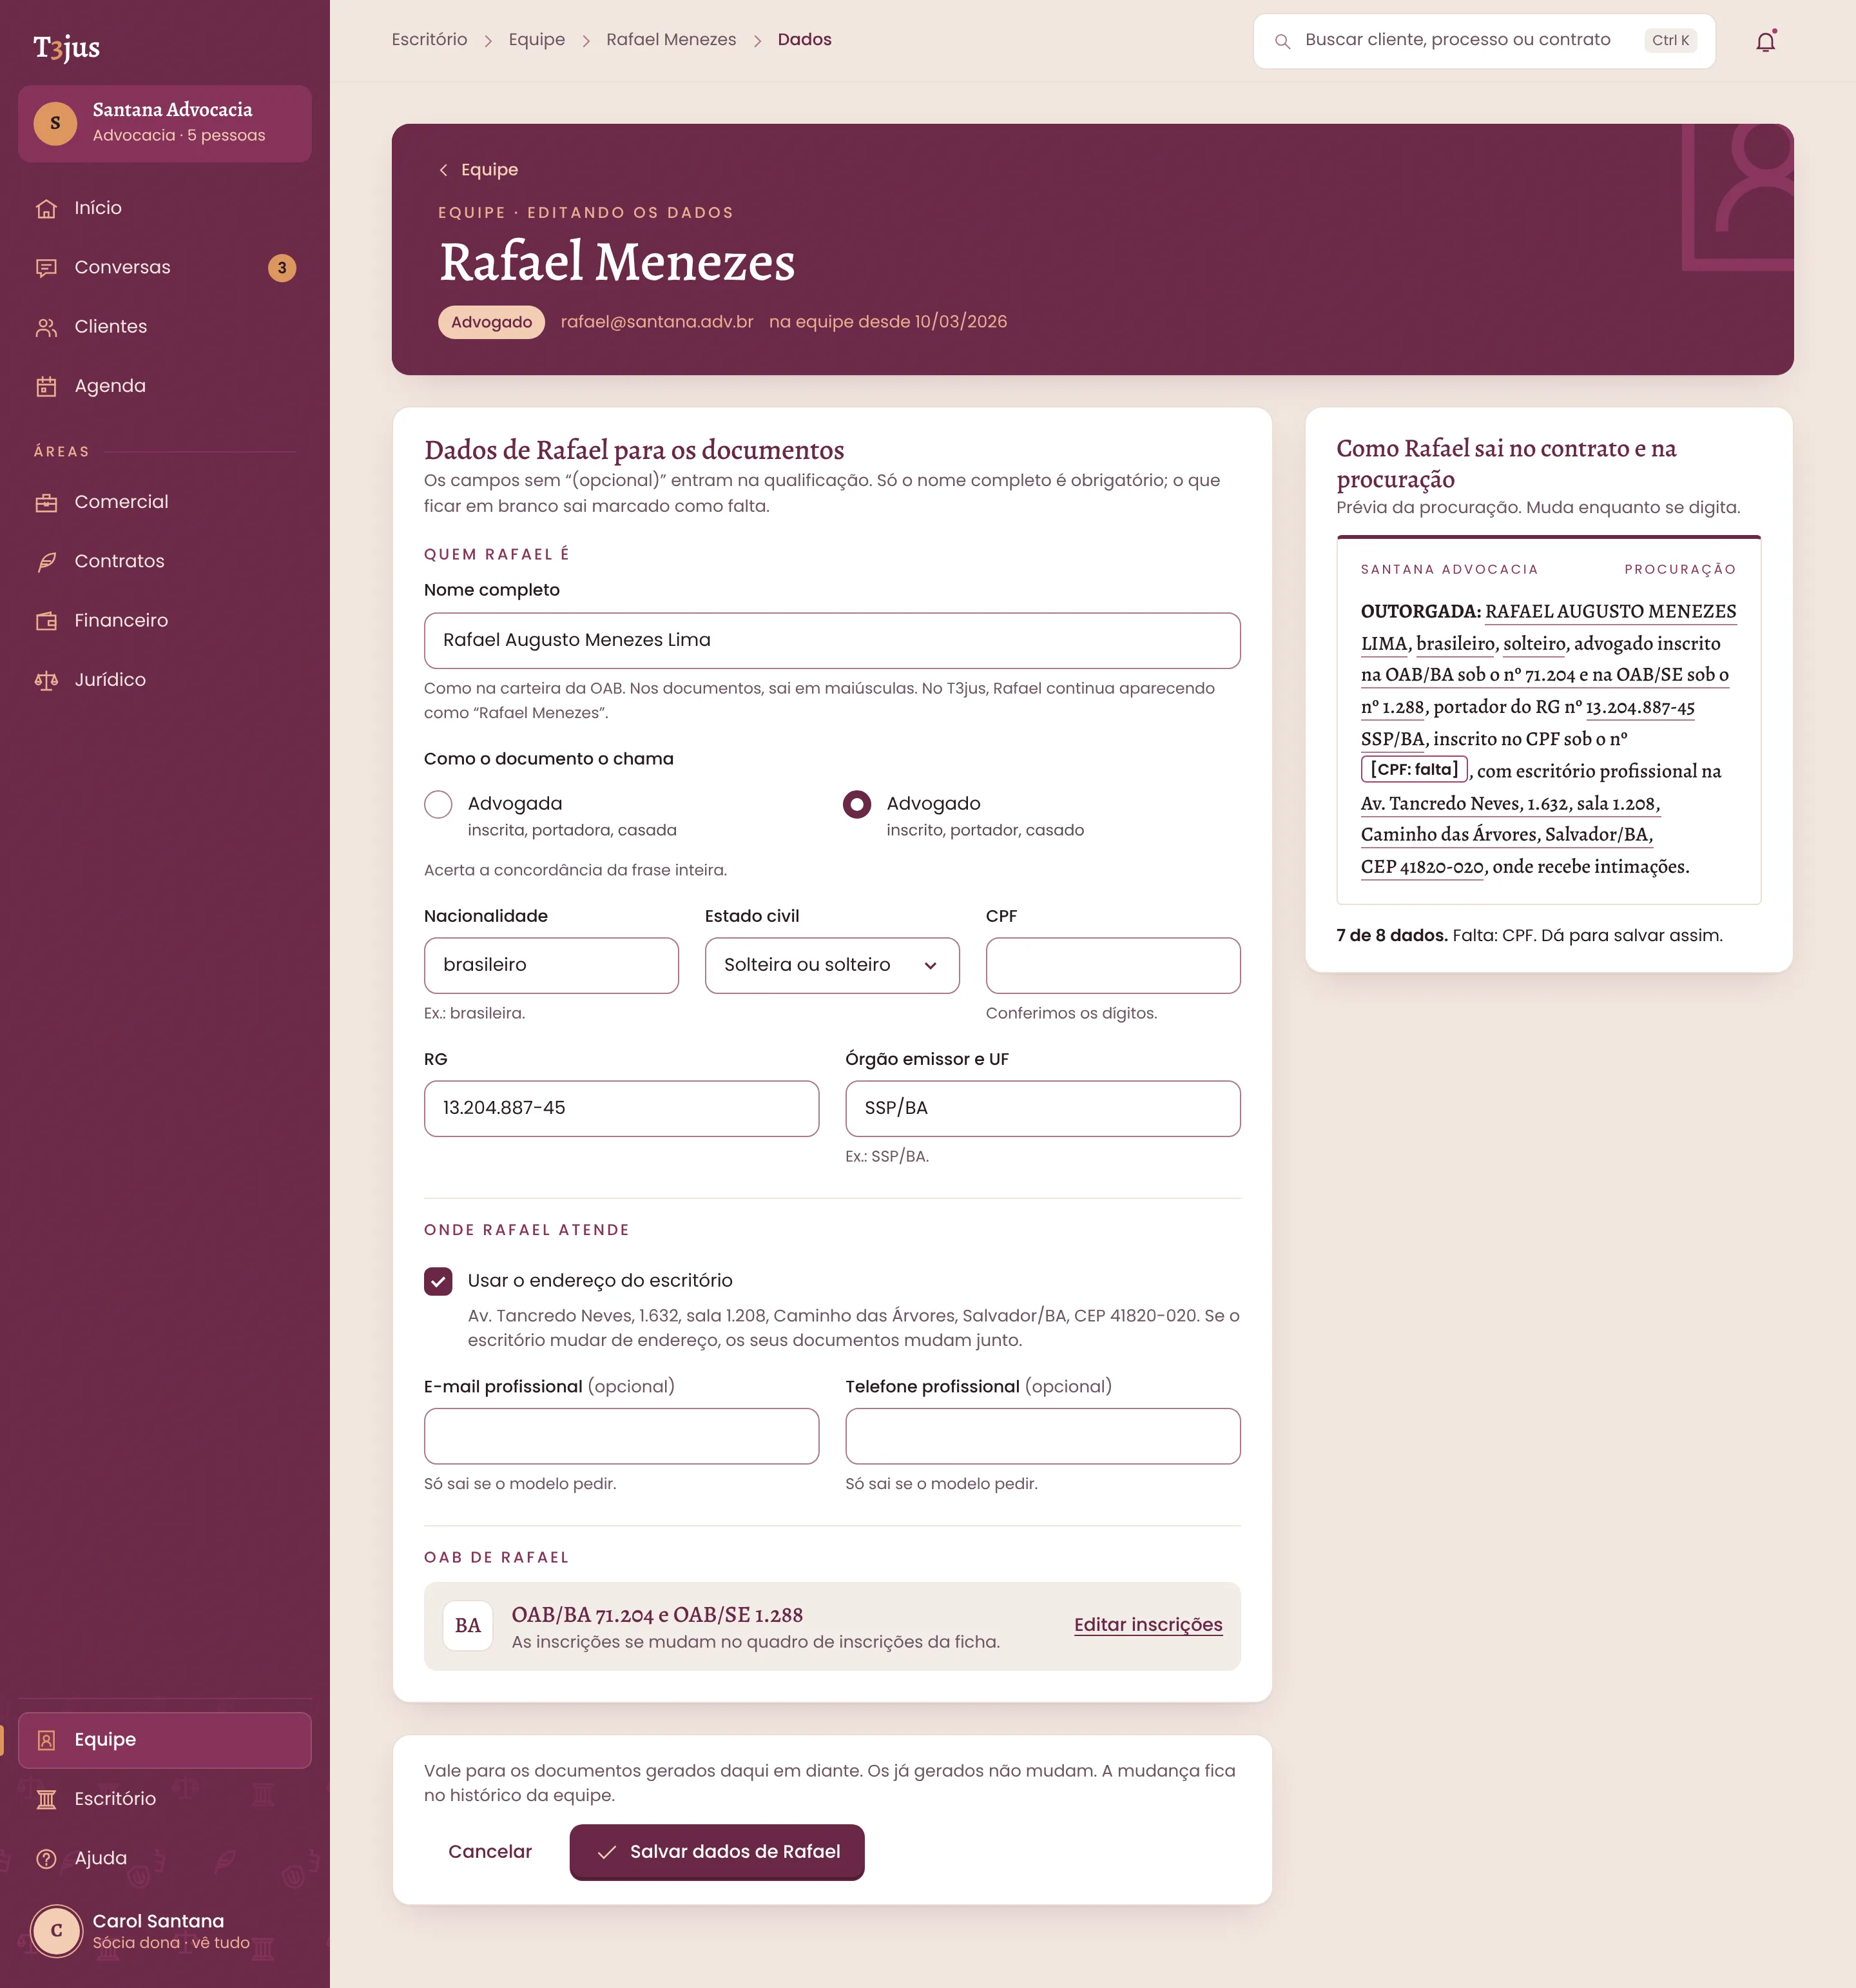 T3jus
S
Santana Advocacia
Advocacia · 5 pessoas
Início
Conversas
3
Clientes
Agenda
ÁREAS
Comercial
Contratos
Financeiro
Jurídico
Equipe
Escritório
Ajuda
C
Carol Santana
Sócia dona · vê tudo
Escritório > Equipe > Rafael Menezes > Dados
Buscar cliente, processo ou contrato
Ctrl K
Equipe
EQUIPE · EDITANDO OS DADOS
Rafael Menezes
Advogado
rafael@santana.adv.br
na equipe desde 10/03/2026
Dados de Rafael para os documentos
Os campos sem “(opcional)” entram na qualificação. Só o nome completo é obrigatório; o que
ficar em branco sai marcado como falta.
QUEM RAFAEL É
Nome completo
Rafael Augusto Menezes Lima
Como na carteira da OAB. Nos documentos, sai em maiúsculas. No T3jus, Rafael continua aparecendo
como “Rafael Menezes”.
Como o documento o chama
Advogada
inscrita, portadora, casada
Advogado
inscrito, portador, casado
Acerta a concordância da frase inteira.
Nacionalidade
brasileiro
Ex.: brasileira.
Estado civil
Solteira ou solteiro
CPF
Conferimos os dígitos.
RG
13.204.887-45
Órgão emissor e UF
SSP/BA
Ex.: SSP/BA.
ONDE RAFAEL ATENDE
Usar o endereço do escritório
Av. Tancredo Neves, 1.632, sala 1.208, Caminho das Árvores, Salvador/BA, CEP 41820-020. Se o
escritório mudar de endereço, os seus documentos mudam junto.
E-mail profissional (opcional)
Só sai se o modelo pedir.
Telefone profissional (opcional)
Só sai se o modelo pedir.
OAB DE RAFAEL
BA
OAB/BA 71.204 e OAB/SE 1.288
As inscrições se mudam no quadro de inscrições da ficha.
Editar inscrições
Vale para os documentos gerados daqui em diante. Os já gerados não mudam. A mudança fica
no histórico da equipe.
Cancelar
Salvar dados de Rafael
Como Rafael sai no contrato e na
procuração
Prévia da procuração. Muda enquanto se digita.
SANTANA ADVOCACIA
PROCURAÇÃO
OUTORGADA: RAFAEL AUGUSTO MENEZES
LIMA, brasileiro, solteiro, advogado inscrito
na OAB/BA sob o nº 71.204 e na OAB/SE sob o
nº 1.288, portador do RG nº 13.204.887-45
SSP/BA, inscrito no CPF sob o nº
[CPF: falta], com escritório profissional na
Av. Tancredo Neves, 1.632, sala 1.208,
Caminho das Árvores, Salvador/BA,
CEP 41820-020, onde recebe intimações.
7 de 8 dados. Falta: CPF. Dá para salvar assim.